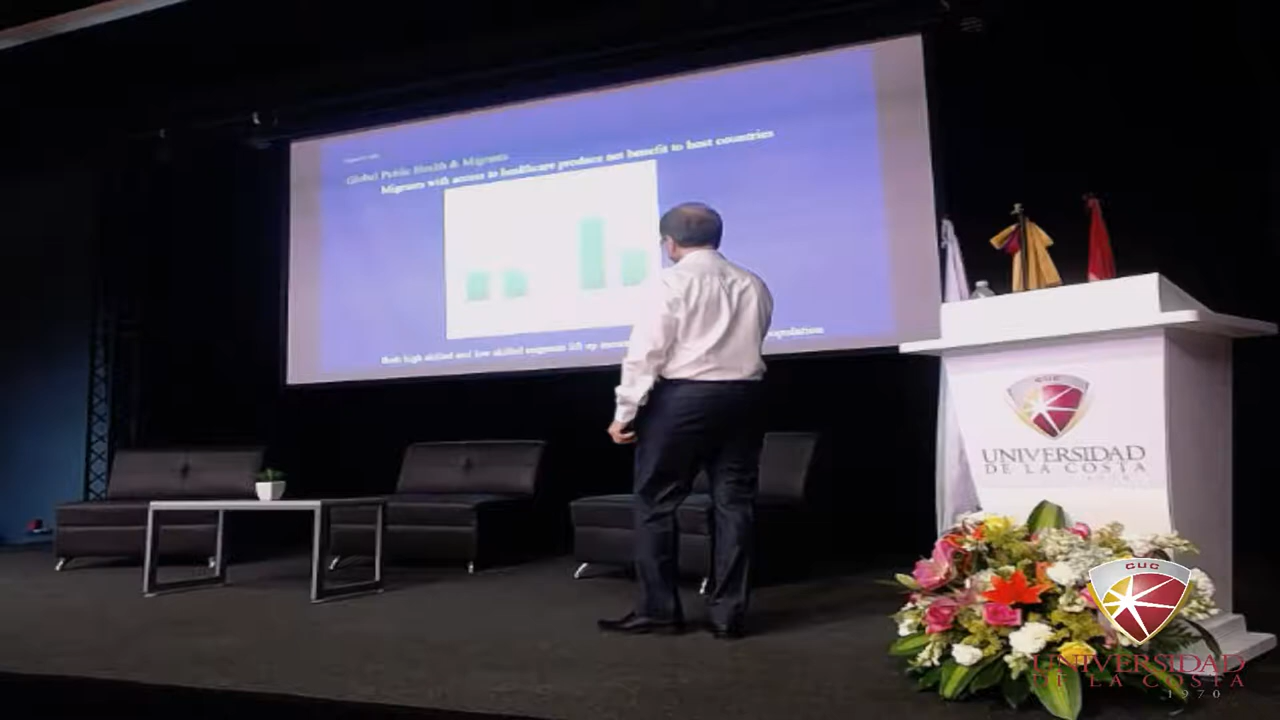 Global Public Health & Migrants
Migrants with access to healthcare produce net benefit to host countries
Both high skilled and low skilled migrants lift up
population
CUC
UNIVERSIDAD
DE LA COSTA
CUC
UNIVERSIDAD
DE LA COSTA
1970